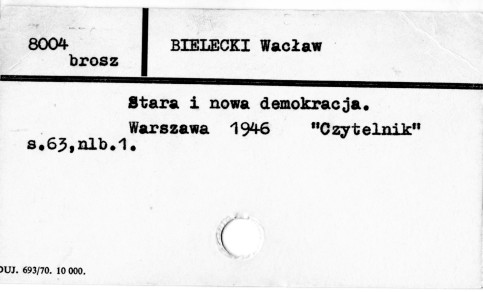 8004
brosz
BIELECKI Wacław
Stara i nowa demokracja.
Warszawa 1946 "Czytelnik"
s.63,nlb.1.
DUJ. 693/70. 10 000.